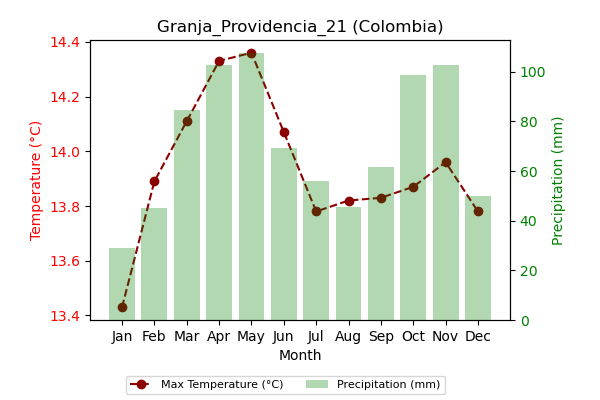 Granja_Providencia_21 (Colombia)
14.4
14.2
14.0
13.8
13.6
13.4
Temperature (°C)
100
80
60
40
20
0
Precipitation (mm)
Jan Feb Mar Apr May Jun Jul Aug Sep Oct Nov Dec
Month
Max Temperature (°C) Precipitation (mm)